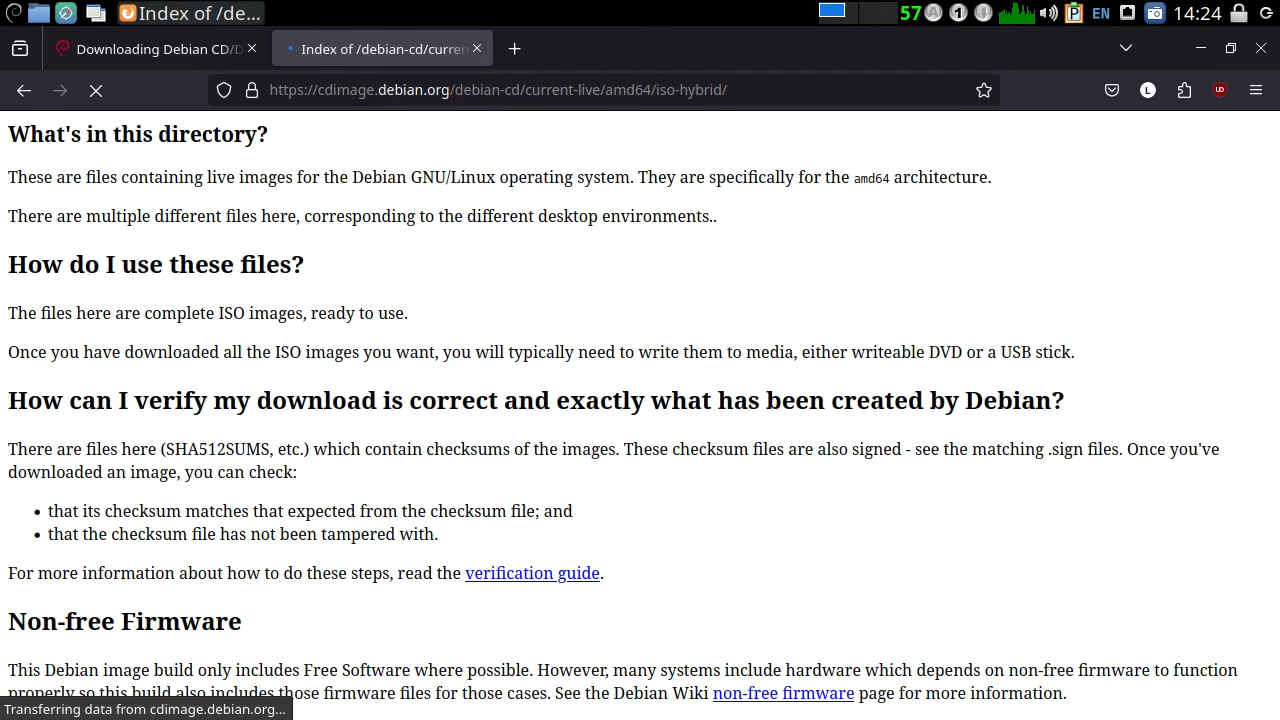 Index of /de...
57
1
P
EN
14:24
Downloading Debian CD/D
Index of /debian-cd/curren
https://cdimage.debian.org/debian-cd/current-live/amd64/iso-hybrid/
L
What's in this directory?
These are files containing live images for the Debian GNU/Linux operating system. They are specifically for the amd64 architecture.
There are multiple different files here, corresponding to the different desktop environments..
How do I use these files?
The files here are complete ISO images, ready to use.
Once you have downloaded all the ISO images you want, you will typically need to write them to media, either writeable DVD or a USB stick.
How can I verify my download is correct and exactly what has been created by Debian?
There are files here (SHA512SUMS, etc.) which contain checksums of the images. These checksum files are also signed - see the matching .sign files. Once you've
downloaded an image, you can check:
• that its checksum matches that expected from the checksum file; and
• that the checksum file has not been tampered with.
For more information about how to do these steps, read the verification guide.
Non-free Firmware
This Debian image build only includes Free Software where possible. However, many systems include hardware which depends on non-free firmware to function
properly so this build also includes those firmware files for those cases. See the Debian Wiki non-free firmware page for more information.
Transferring data from cdimage.debian.org...